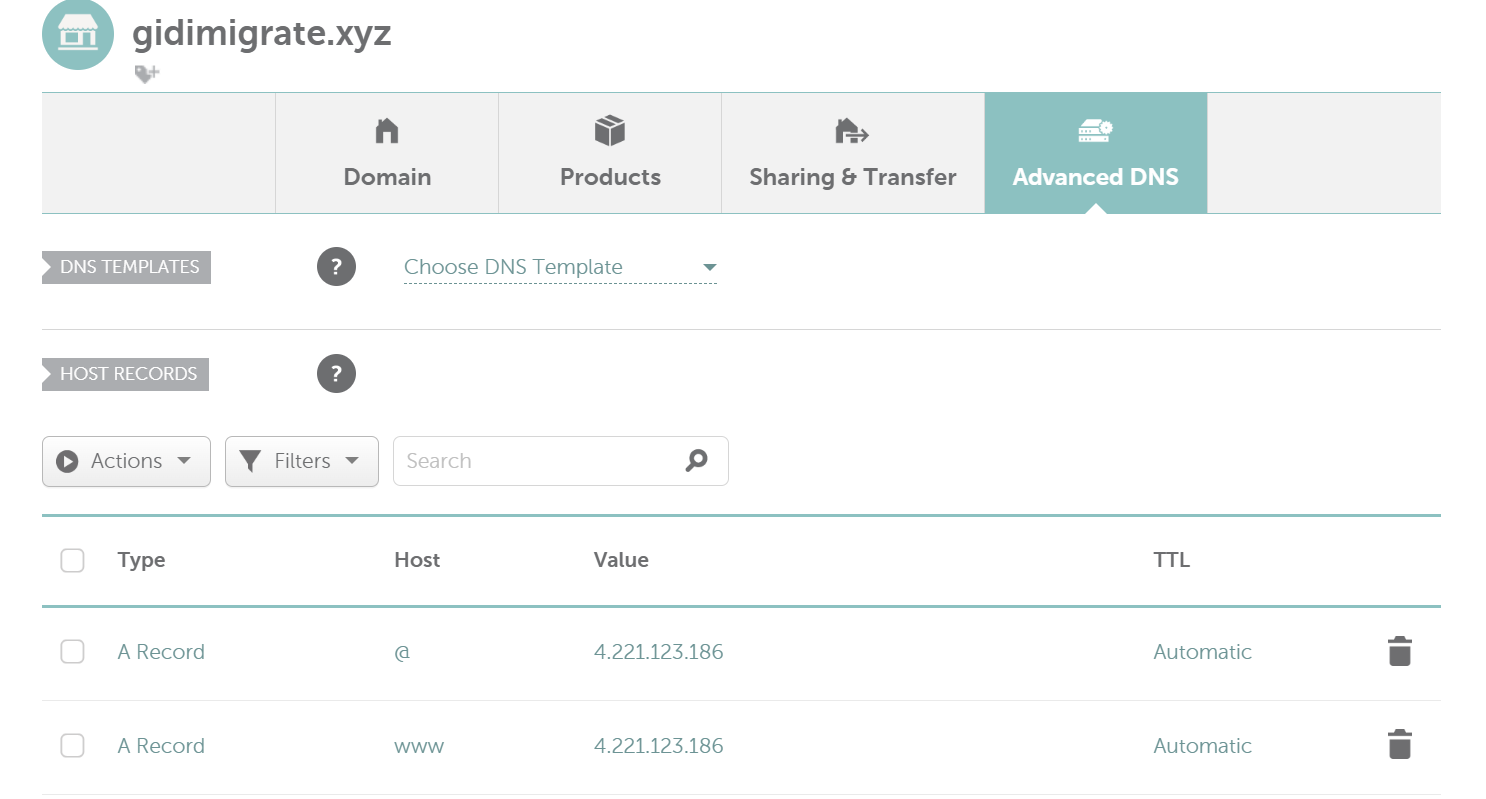 gidimigrate.xyz
Domain
Products
Sharing & Transfer
Advanced DNS
DNS TEMPLATES
?
Choose DNS Template
HOST RECORDS
?
Actions
Filters
Search
Type Host Value TTL
A Record @ 4.221.123.186 Automatic
A Record www 4.221.123.186 Automatic